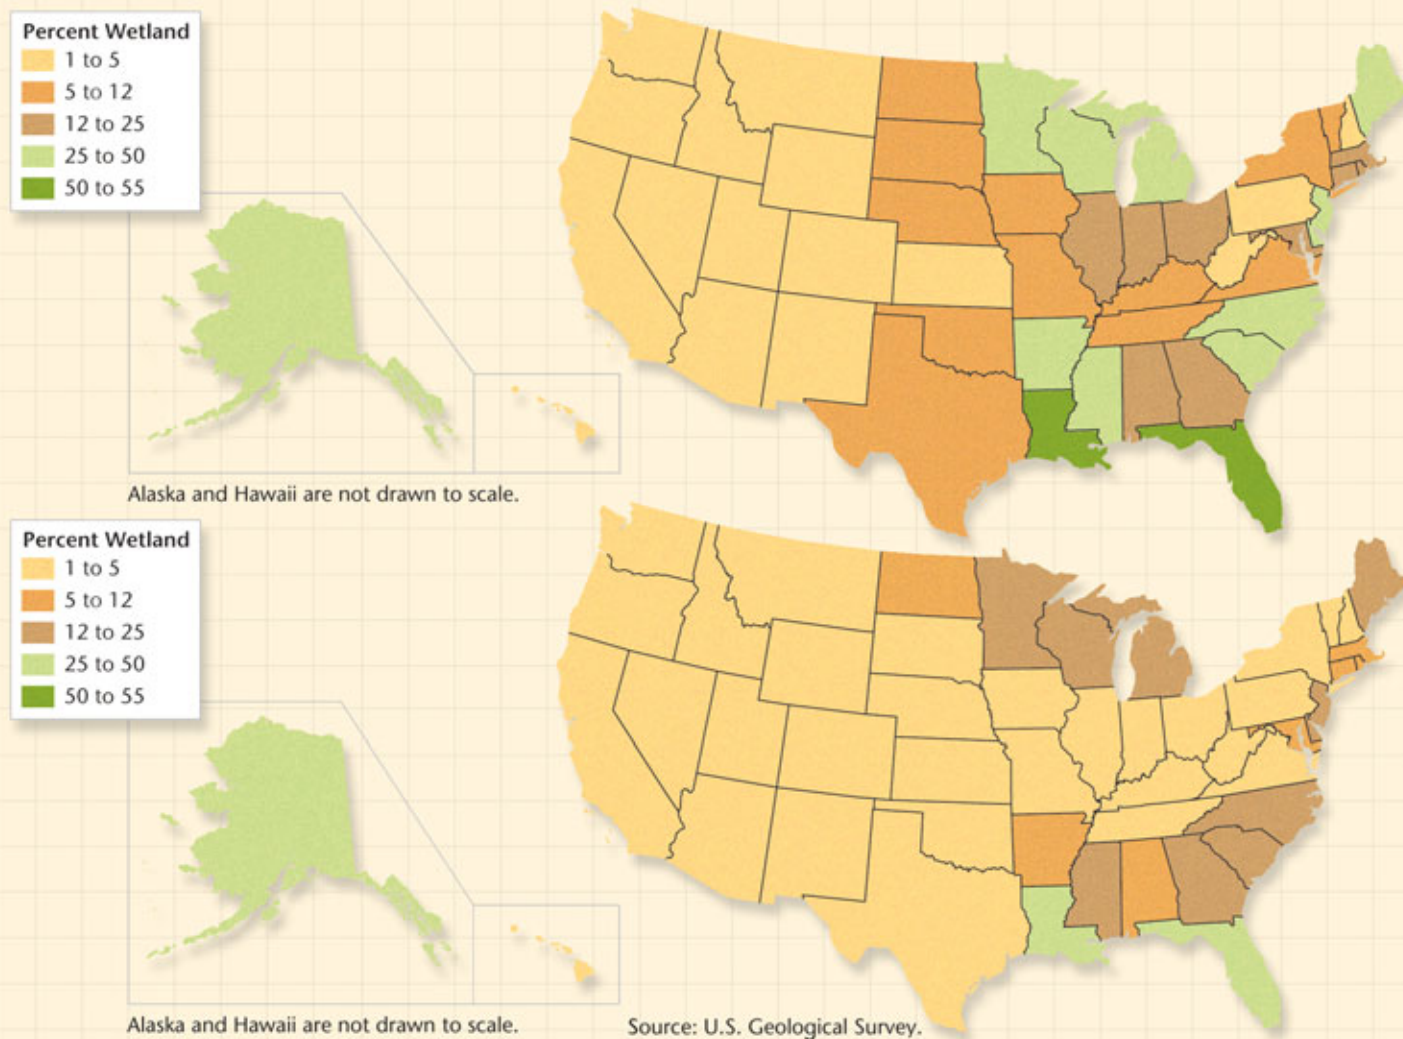 Percent Wetland
1 to 5
5 to 12
12 to 25
25 to 50
50 to 55
Alaska and Hawaii are not drawn to scale.
Percent Wetland
1 to 5
5 to 12
12 to 25
25 to 50
50 to 55
Alaska and Hawaii are not drawn to scale.
Source: U.S. Geological Survey.